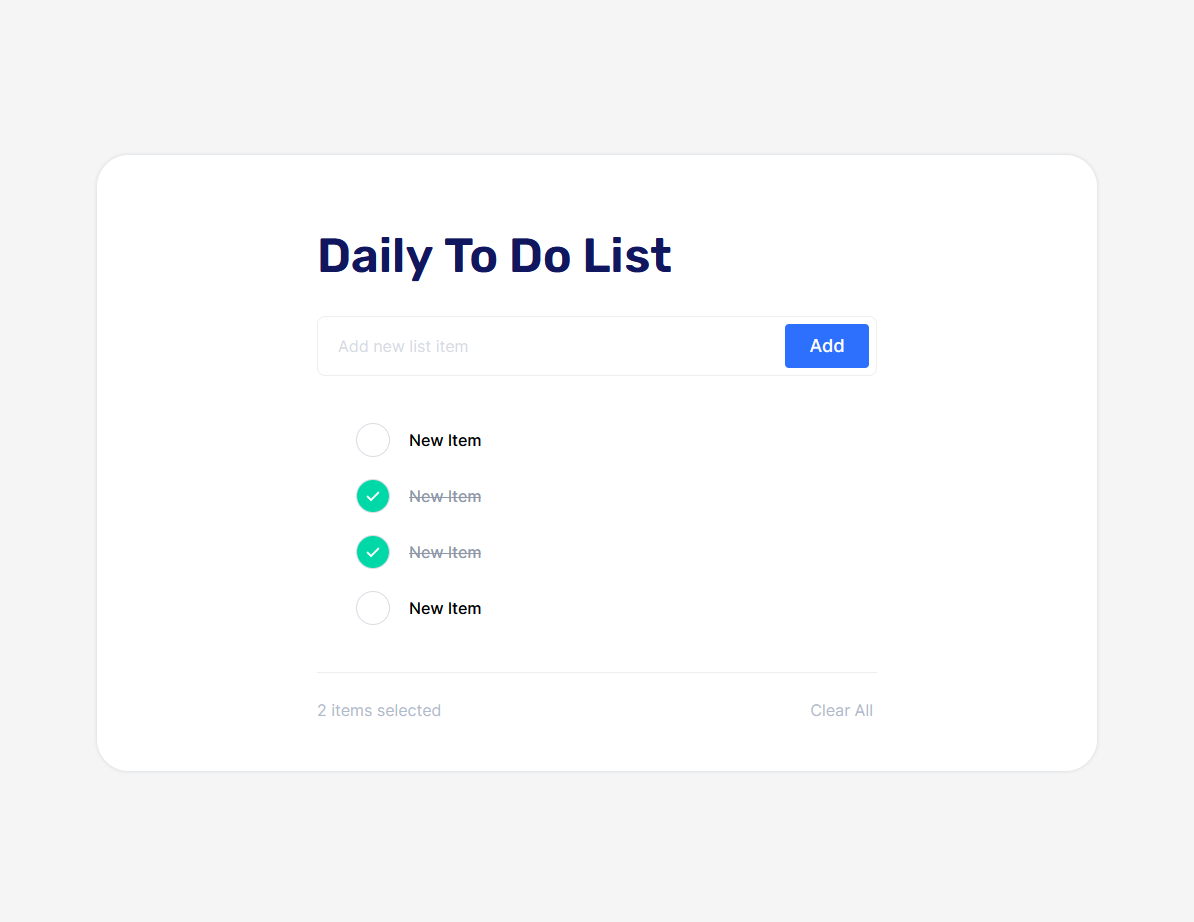 Daily To Do List
Add new list item
Add
New Item
New Item
New Item
New Item
2 items selected
Clear All